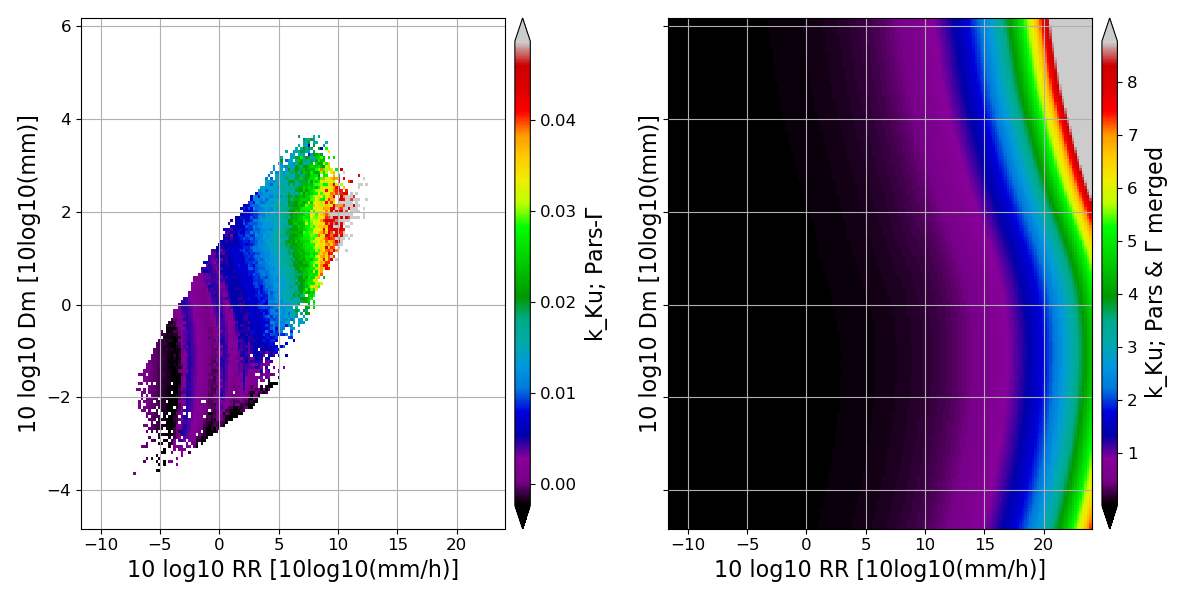 6
4
2
0
−2
−4
10 log10 Dm [10log10(mm)]
−10 −5 0 5 10 15 20
10 log10 RR [10log10(mm/h)]
0.04
0.03
0.02
0.01
0.00
k_Ku; Pars-Γ
10 log10 Dm [10log10(mm)]
−10 −5 0 5 10 15 20
10 log10 RR [10log10(mm/h)]
8
7
6
5
4
3
2
1
k_Ku; Pars & Γ merged